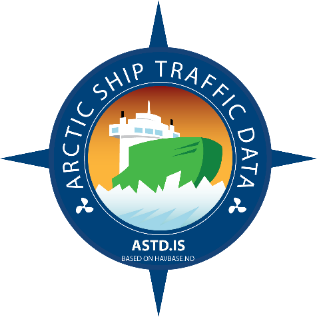 ARCTIC SHIP TRAFFIC DATA
ASTD.IS
BASED ON HAVBASE.NO